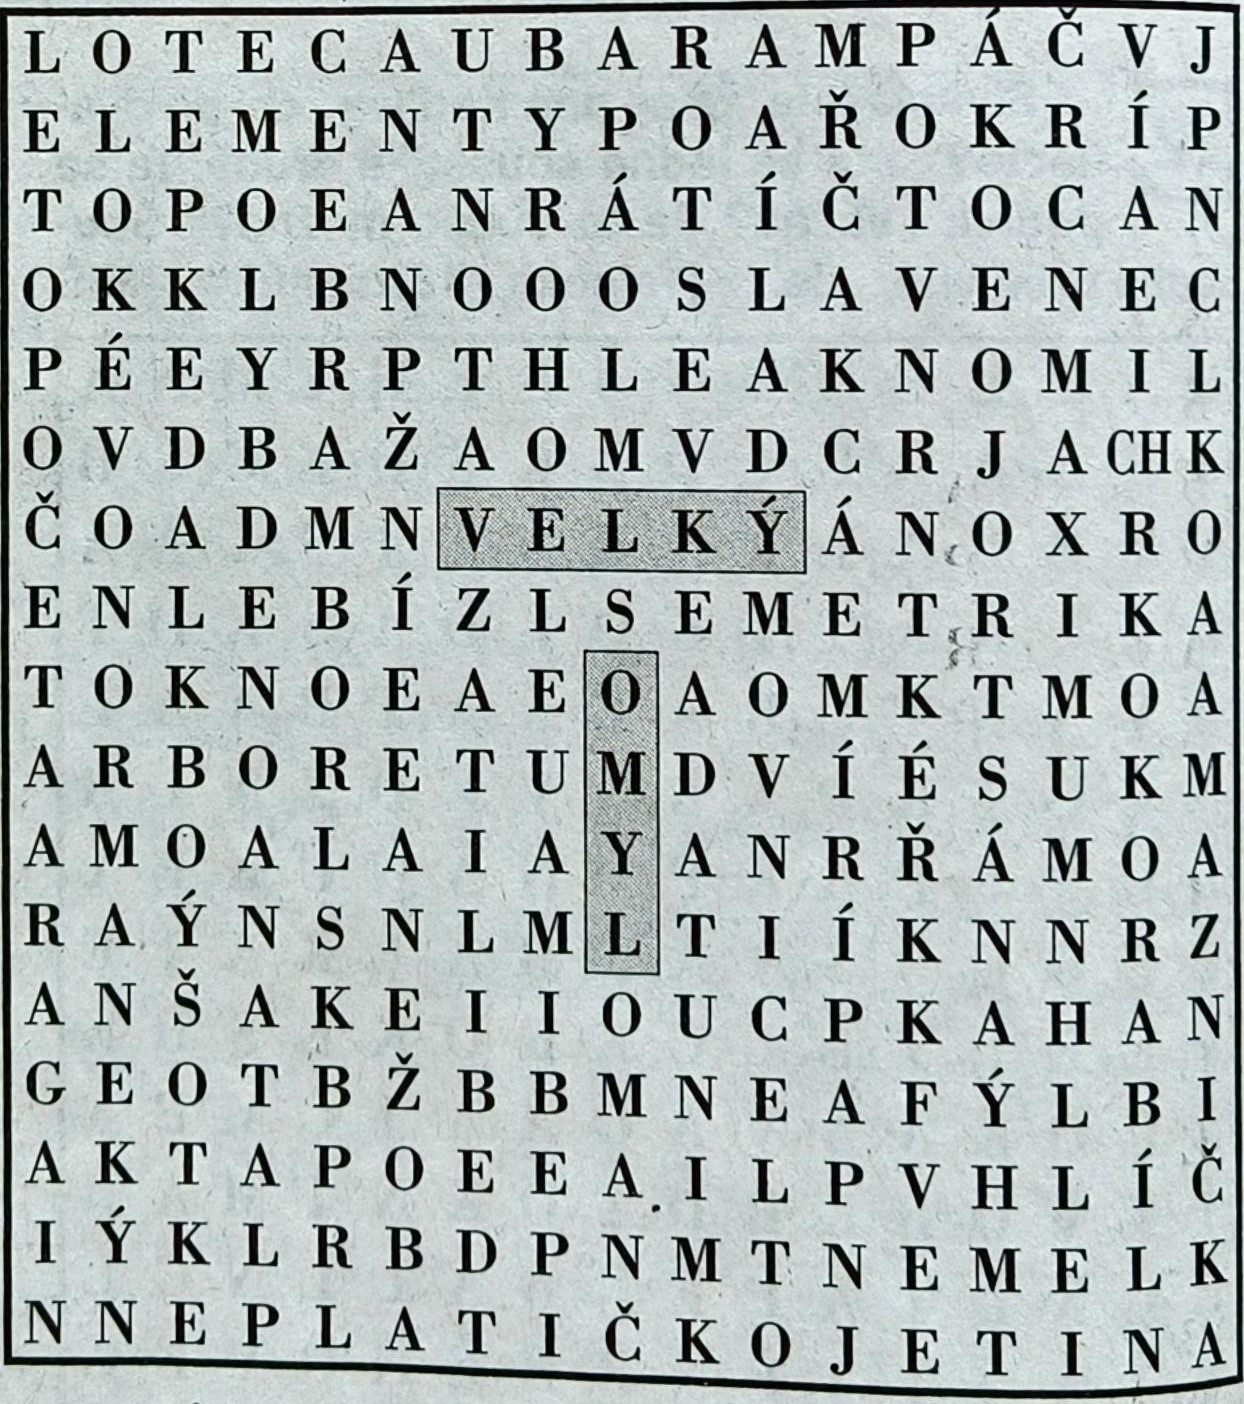 L O T E C A U B A R A M P Á Č V J
E L E M E N T Y P O A Ř O K R Í P
T O P O E A N R Á T Í Č T O C A N
O K K L B N O O O S L A V E N E C
P É E Y R P T H L E A K N O M I L
O V D B A Ž A O M V D C R J A CH K
Č O A D M N V E L K Ý Á N O X R O
E N L E B Í Z L S E M E T R I K A
T O K N O E A E O A O M K T M O A
A R B O R E T U M D V Í É S U K M
A M O A L A I A Y A N R Ř Á M O A
R A Ý N S N L M L T I Í K N N R Z
A N Š A K E I I O U C P K A H A N
G E O T B Ž B B M N E A F Ý L B I
A K T A P O E E A I L P V H L Í Č
I Ý K L R B D P N M T N E M E L K
N N E P L A T I Č K O J E T I N A